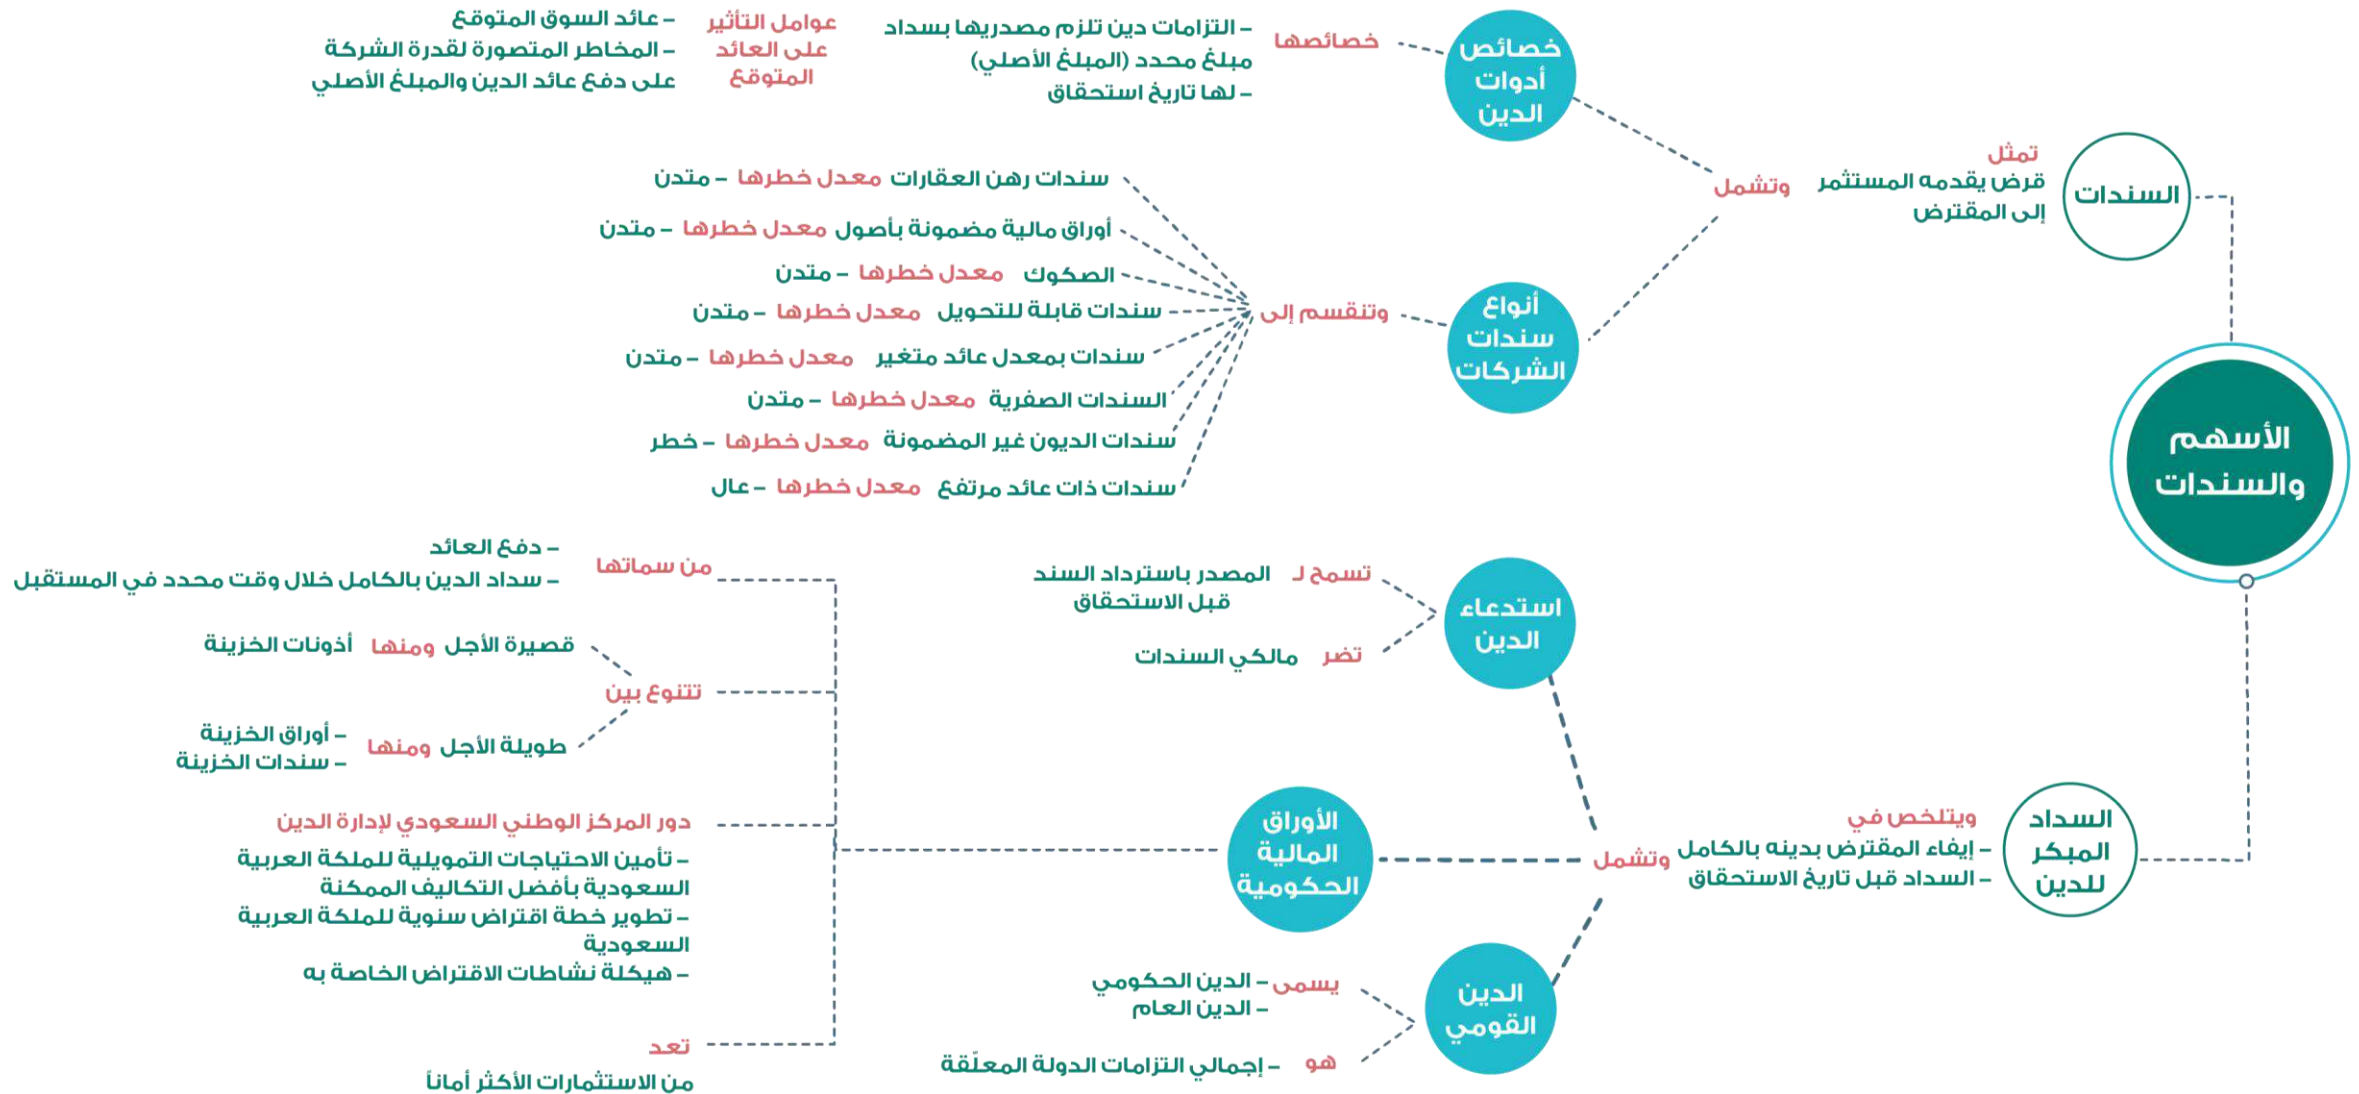 الأسهم
والسندات
السندات
تمثل
قرض يقدمه المستثمر
إلى المقترض
وتشمل
خصائص
أدوات
الدين
خصائصها
– التزامات دين تلزم مصدريها بسداد
مبلغ محدد (المبلغ الأصلي)
– لها تاريخ استحقاق
عوامل التأثير
على العائد
المتوقع
– عائد السوق المتوقع
– المخاطر المتصورة لقدرة الشركة
على دفع عائد الدين والمبلغ الأصلي
أنواع
سندات
الشركات
وتنقسم إلى
سندات رهن العقارات معدل خطرها – متدن
أوراق مالية مضمونة بأصول معدل خطرها – متدن
الصكوك معدل خطرها – متدن
سندات قابلة للتحويل معدل خطرها – متدن
سندات بمعدل عائد متغير معدل خطرها – متدن
السندات الصفرية معدل خطرها – متدن
سندات الديون غير المضمونة معدل خطرها – خطر
سندات ذات عائد مرتفع معدل خطرها – عال
السداد
المبكر
للدين
ويتلخص في
– إيفاء المقترض بدينه بالكامل
– السداد قبل تاريخ الاستحقاق
وتشمل
استدعاء
الدين
تسمح لـ المصدر باسترداد السند
قبل الاستحقاق
تضر مالكي السندات
الأوراق
المالية
الحكومية
من سماتها
– دفع العائد
– سداد الدين بالكامل خلال وقت محدد في المستقبل
تتنوع بين
قصيرة الأجل ومنها أذونات الخزينة
طويلة الأجل ومنها
– أوراق الخزينة
– سندات الخزينة
دور المركز الوطني السعودي لإدارة الدين
– تأمين الاحتياجات التمويلية للملكة العربية
السعودية بأفضل التكاليف الممكنة
– تطوير خطة اقتراض سنوية للملكة العربية
السعودية
– هيكلة نشاطات الاقتراض الخاصة به
تعد
من الاستثمارات الأكثر أماناً
الدين
القومي
يسمى – الدين الحكومي
– الدين العام
هو – إجمالي التزامات الدولة المعلّقة